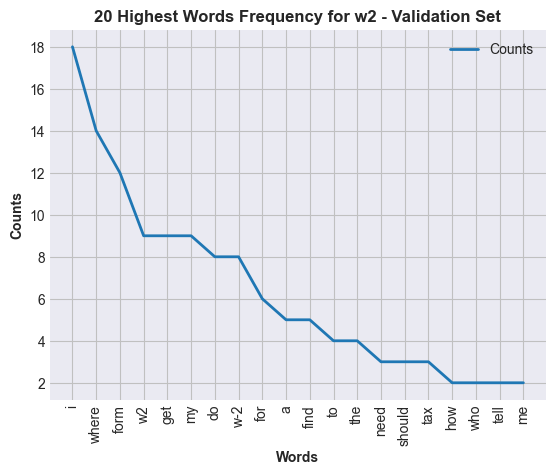 20 Highest Words Frequency for w2 - Validation Set
Counts
18
16
14
12
10
8
6
4
2
Counts
i
where
form
w2
get
my
do
w-2
for
a
find
to
the
need
should
tax
how
who
tell
me
Words